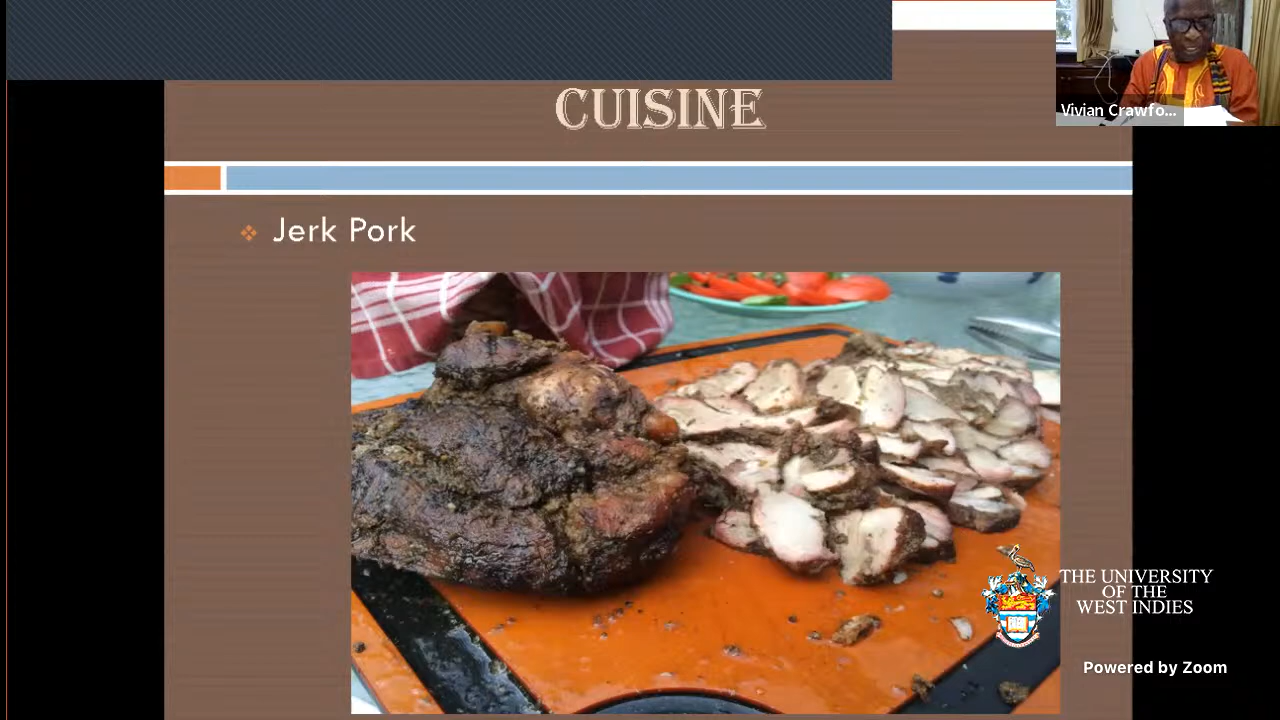 CUISINE
Vivian Crawfo...
Jerk Pork
THE UNIVERSITY
OF THE
WEST INDIES
Powered by Zoom